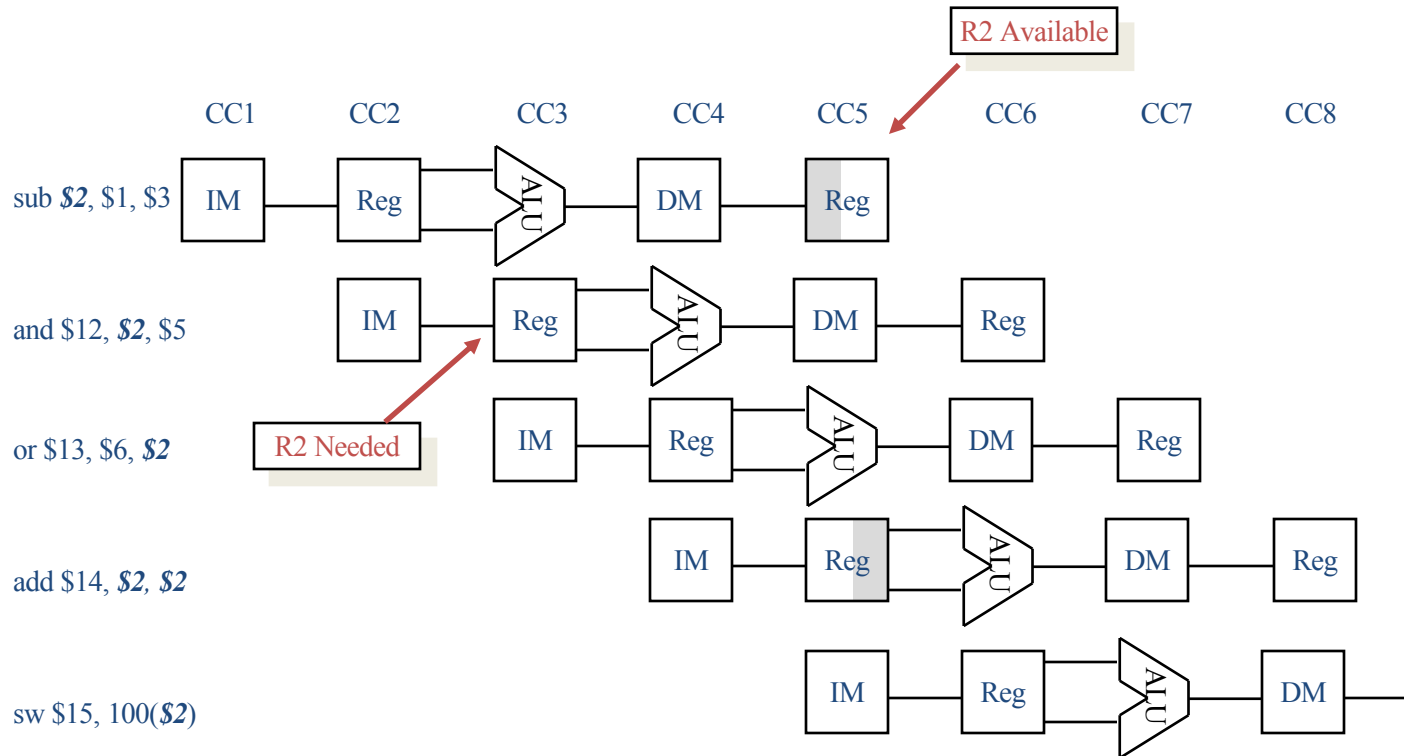 R2 Available
CC1 CC2 CC3 CC4 CC5 CC6 CC7 CC8
sub $2, $1, $3 IM Reg ALU DM Reg
and $12, $2, $5 IM Reg ALU DM Reg
R2 Needed
or $13, $6, $2 IM Reg ALU DM Reg
add $14, $2, $2 IM Reg ALU DM Reg
sw $15, 100($2) IM Reg ALU DM